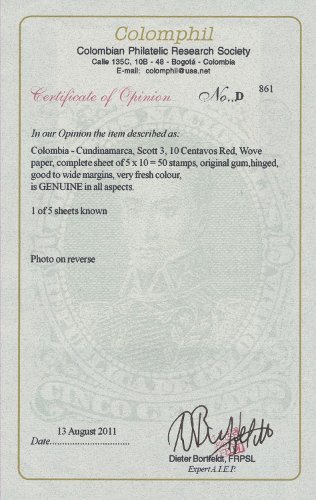 Colomphil
Colombian Philatelic Research Society
Calle 135C, 10B - 48 - Bogotá - Colombia
E-mail: colomphil@usa.net
Certificate of Opinion No..,D 861
In our Opinion the item described as:
Colombia - Cundinamarca, Scott 3, 10 Centavos Red, Wove
paper, complete sheet of 5 x 10 = 50 stamps, original gum,hinged,
good to wide margins, very fresh colour,
is GENUINE in all aspects.
1 of 5 sheets known
Photo on reverse
13 August 2011
Date........................
Dieter Bortfeldt, FRPSL
Expert A.I.E.P.